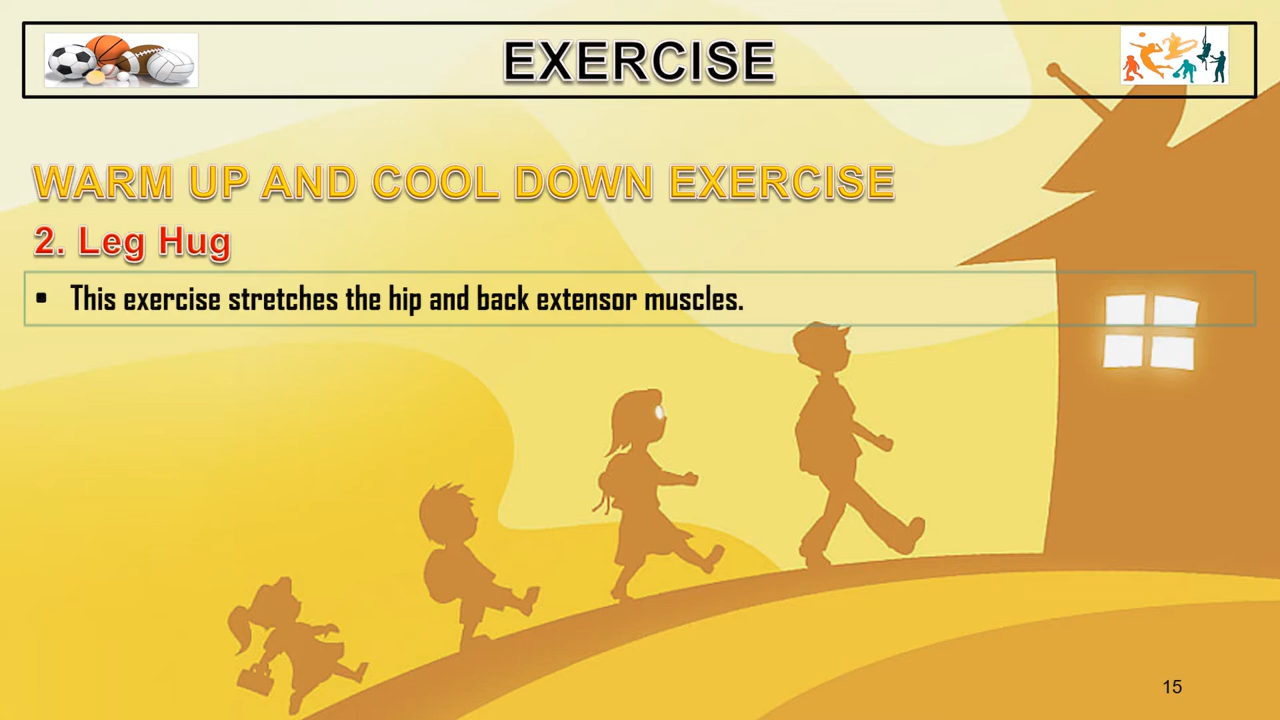 EXERCISE
WARM UP AND COOL DOWN EXERCISE
2. Leg Hug
• This exercise stretches the hip and back extensor muscles.
15